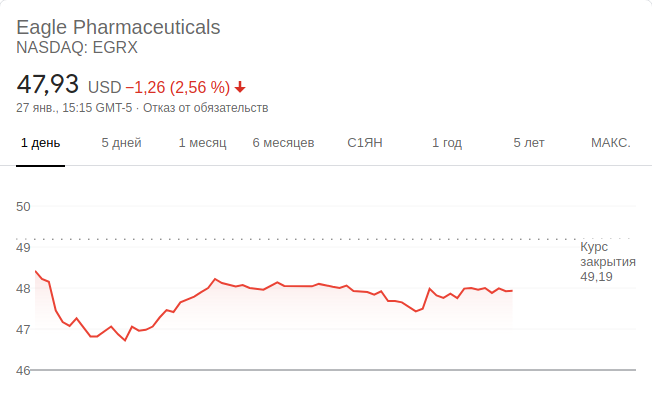 Eagle Pharmaceuticals
NASDAQ: EGRX
47,93 USD −1,26 (2,56 %)
27 янв., 15:15 GMT-5 · Отказ от обязательств
1 день 5 дней 1 месяц 6 месяцев С1ЯН 1 год 5 лет МАКС.
50
49
48
47
46
Курс
закрытия
49,19